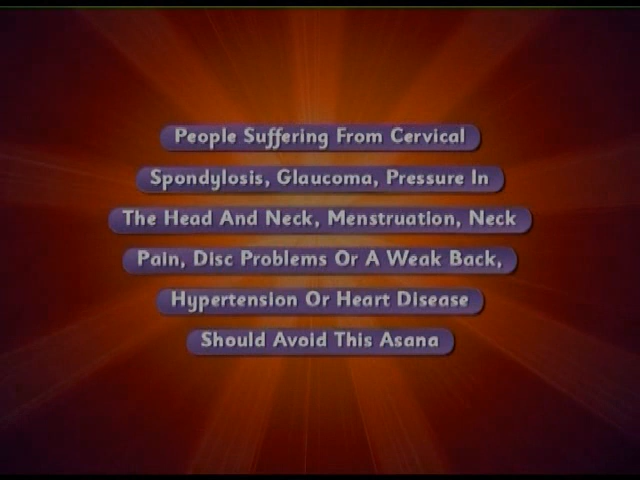 People Suffering From Cervical
Spondylosis, Glaucoma, Pressure In
The Head And Neck, Menstruation, Neck
Pain, Disc Problems Or A Weak Back,
Hypertension Or Heart Disease
Should Avoid This Asana